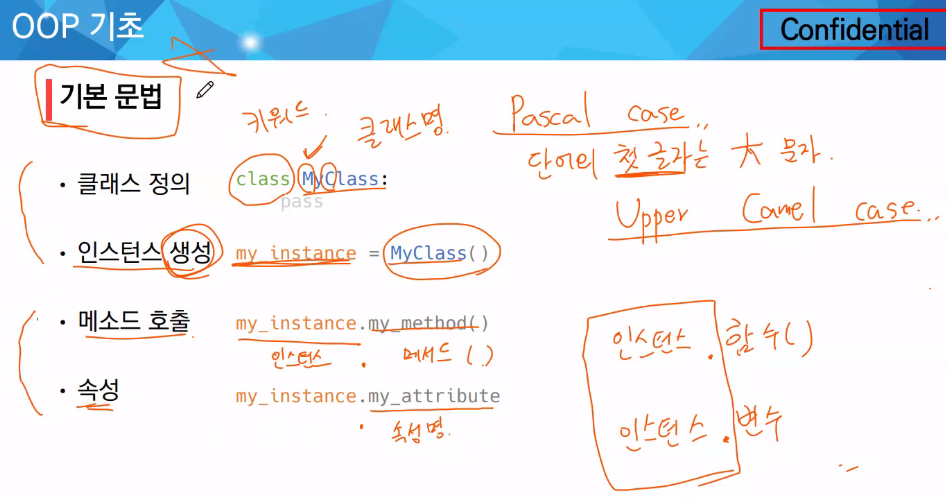 OOP 기초
Confidential
기본 문법
키워드.
클래스명.
Pascal case..
단어의 첫 글자는 大 문자.
Upper Camel case...
• 클래스 정의
class MyClass:
pass
• 인스턴스 생성
my_instance = MyClass()
• 메소드 호출
my_instance.my_method()
인스턴스 . 메서드 ( )
인스턴스 . 함수( )
• 속성
my_instance.my_attribute
. 속성명.
인스턴스 . 변수